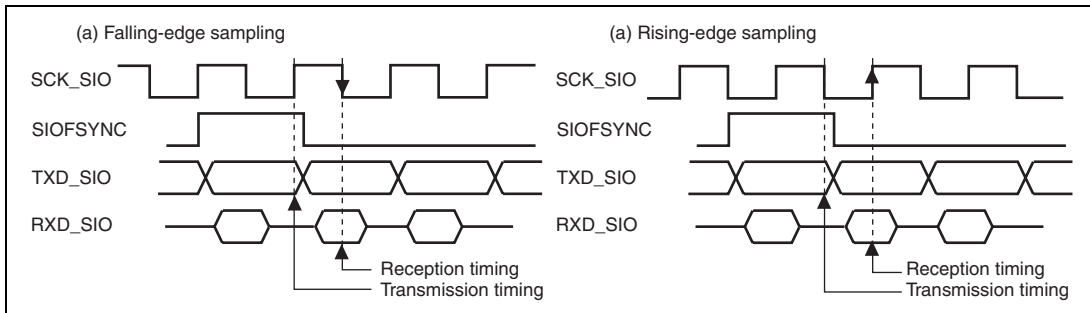 (a) Falling-edge sampling
SCK_SIO
SIOFSYNC
TXD_SIO
RXD_SIO
Reception timing
Transmission timing
(a) Rising-edge sampling
SCK_SIO
SIOFSYNC
TXD_SIO
RXD_SIO
Reception timing
Transmission timing